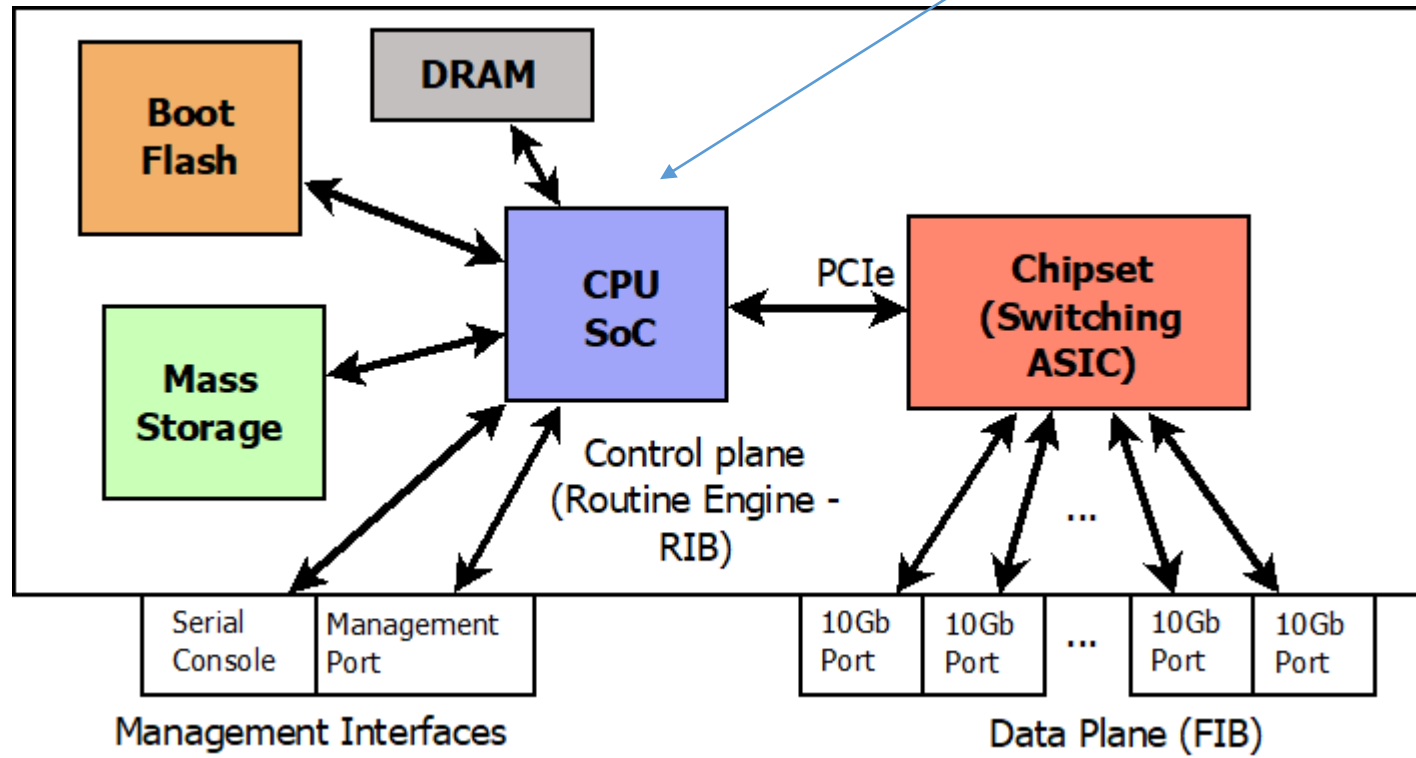 DRAM
Boot
Flash
CPU
SoC
PCIe
Chipset
(Switching
ASIC)
Mass
Storage
Control plane
(Routine Engine -
RIB)
...
Serial
Console
Management
Port
10Gb
Port
10Gb
Port
...
10Gb
Port
10Gb
Port
Management Interfaces
Data Plane (FIB)